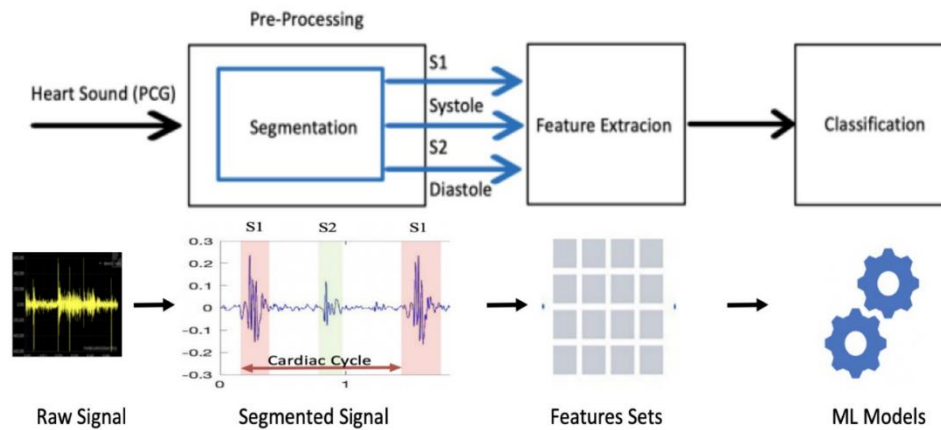 Pre-Processing
Heart Sound (PCG)
Segmentation
S1
Systole
S2
Diastole
Feature Extracion
Classification
S1 S2 S1
0.3
0.2
0.1
0
-0.1
-0.2
-0.3
Cardiac Cycle
0 1
Raw Signal Segmented Signal Features Sets ML Models